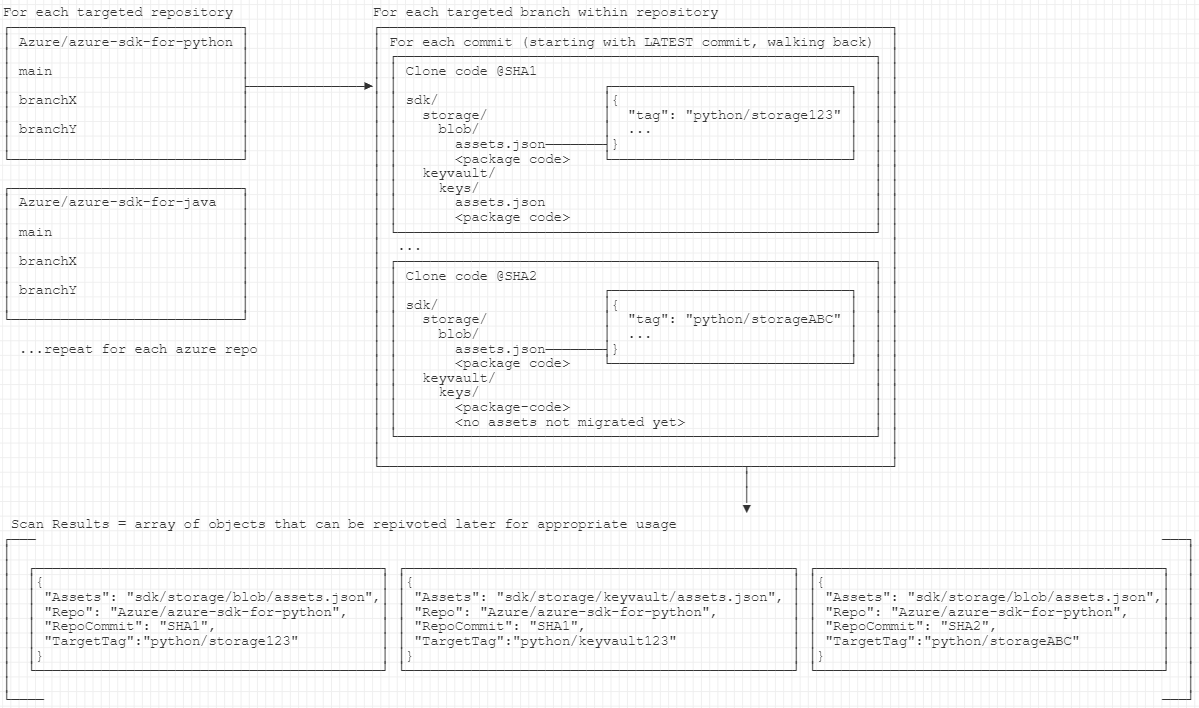 For each targeted repository
Azure/azure-sdk-for-python
main
branchX
branchY
Azure/azure-sdk-for-java
main
branchX
branchY
...repeat for each azure repo
For each targeted branch within repository
For each commit (starting with LATEST commit, walking back)
Clone code @SHA1
sdk/
storage/
blob/
assets.json
<package code>
keyvault/
keys/
assets.json
<package code>
{
"tag": "python/storage123"
...
}
...
Clone code @SHA2
sdk/
storage/
blob/
assets.json
<package code>
keyvault/
keys/
<package-code>
<no assets not migrated yet>
{
"tag": "python/storageABC"
...
}
Scan Results = array of objects that can be repivoted later for appropriate usage
{
"Assets": "sdk/storage/blob/assets.json",
"Repo": "Azure/azure-sdk-for-python",
"RepoCommit": "SHA1",
"TargetTag":"python/storage123"
}
{
"Assets": "sdk/storage/keyvault/assets.json",
"Repo": "Azure/azure-sdk-for-python",
"RepoCommit": "SHA1",
"TargetTag":"python/keyvault123"
}
{
"Assets": "sdk/storage/blob/assets.json",
"Repo": "Azure/azure-sdk-for-python",
"RepoCommit": "SHA2",
"TargetTag":"python/storageABC"
}